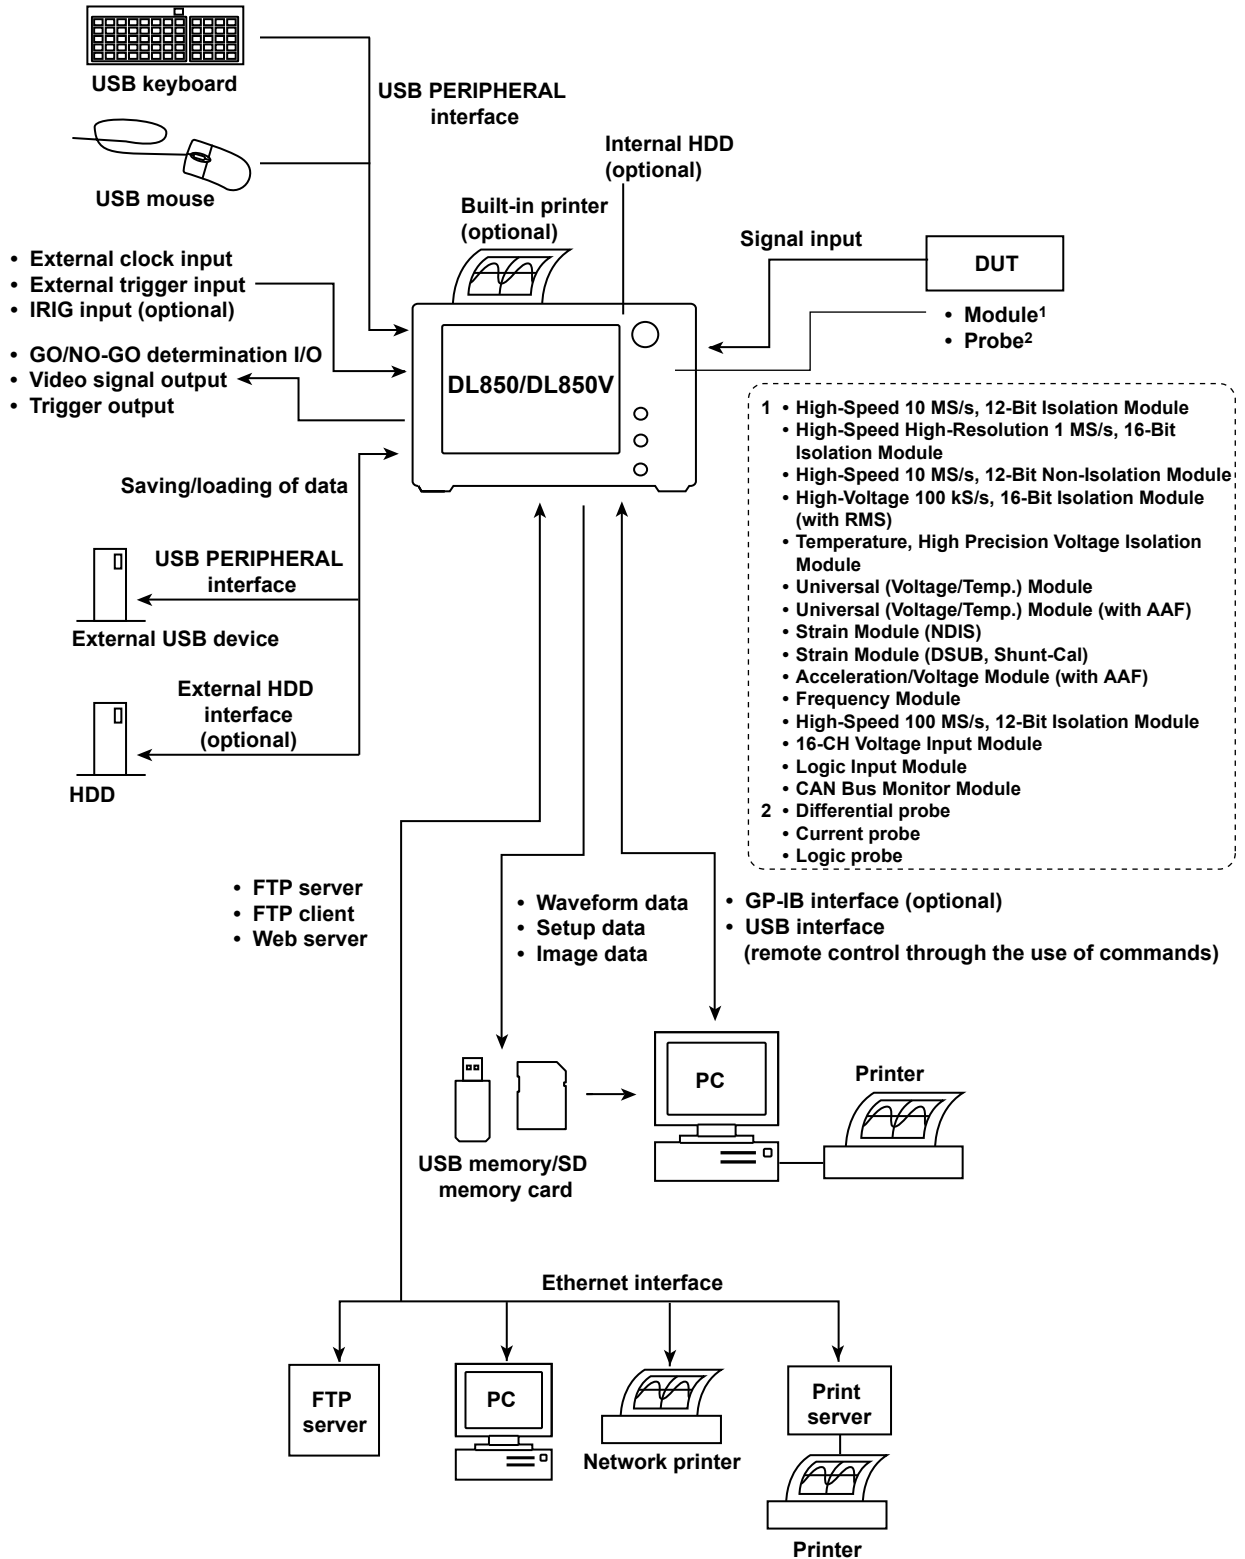 USB keyboard
USB PERIPHERAL
interface
USB mouse
Internal HDD
(optional)
Built-in printer
(optional)
Signal input
DUT
• Module1
• Probe2
• External clock input
• External trigger input
• IRIG input (optional)
• GO/NO-GO determination I/O
• Video signal output
• Trigger output
DL850/DL850V
Saving/loading of data
USB PERIPHERAL
interface
External USB device
External HDD
interface
(optional)
HDD
1 • High-Speed 10 MS/s, 12-Bit Isolation Module
• High-Speed High-Resolution 1 MS/s, 16-Bit
Isolation Module
• High-Speed 10 MS/s, 12-Bit Non-Isolation Module
• High-Voltage 100 kS/s, 16-Bit Isolation Module
(with RMS)
• Temperature, High Precision Voltage Isolation
Module
• Universal (Voltage/Temp.) Module
• Universal (Voltage/Temp.) Module (with AAF)
• Strain Module (NDIS)
• Strain Module (DSUB, Shunt-Cal)
• Acceleration/Voltage Module (with AAF)
• Frequency Module
• High-Speed 100 MS/s, 12-Bit Isolation Module
• 16-CH Voltage Input Module
• Logic Input Module
• CAN Bus Monitor Module
2 • Differential probe
• Current probe
• Logic probe
• FTP server
• FTP client
• Web server
• Waveform data
• Setup data
• Image data
• GP-IB interface (optional)
• USB interface
(remote control through the use of commands)
PC
Printer
USB memory/SD
memory card
Ethernet interface
FTP
server
PC
Network printer
Print
server
Printer